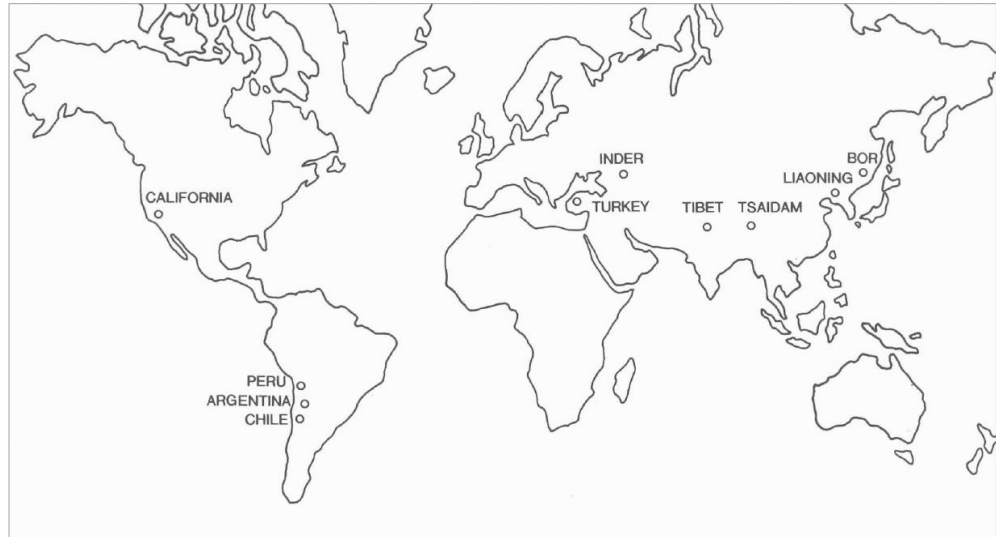 INDER
BOR
LIAONING
CALIFORNIA
TURKEY
TIBET
TSAIDAM
PERU
ARGENTINA
CHILE